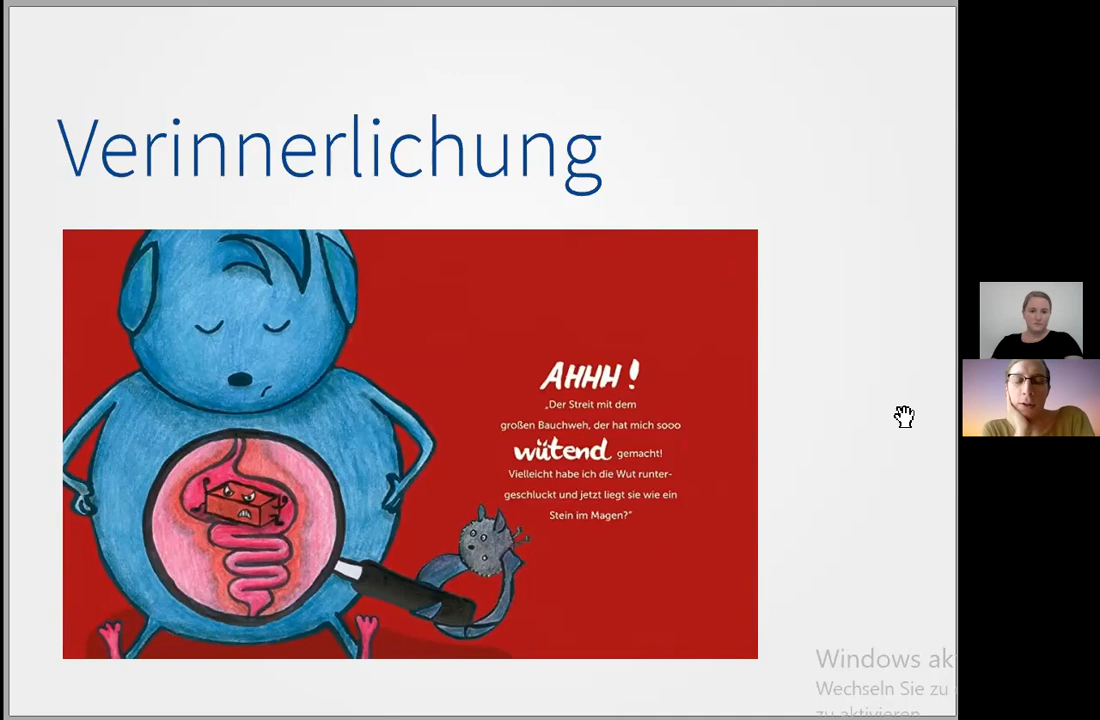 Verinnerlichung
AHHH!
„Der Streit mit dem
großen Bauchweh, der hat mich sooo
wütend gemacht!
Vielleicht habe ich die Wut runter-
geschluckt und jetzt liegt sie wie ein
Stein im Magen?“
Windows ak
Wechseln Sie zu
zu aktivieren